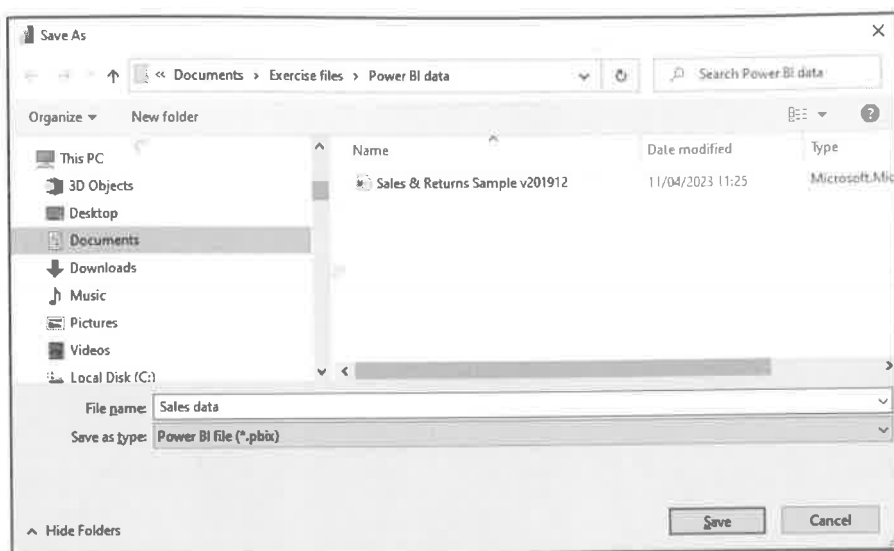 Save As
« Documents › Exercise files › Power BI data
Search Power BI data
Organize
New folder
Name
Date modified
Type
Sales & Returns Sample v201912
11/04/2023 11:25
Microsoft.Mic
This PC
3D Objects
Desktop
Documents
Downloads
Music
Pictures
Videos
Local Disk (C:)
File name: Sales data
Save as type: Power BI file (*.pbix)
Hide Folders
Save
Cancel